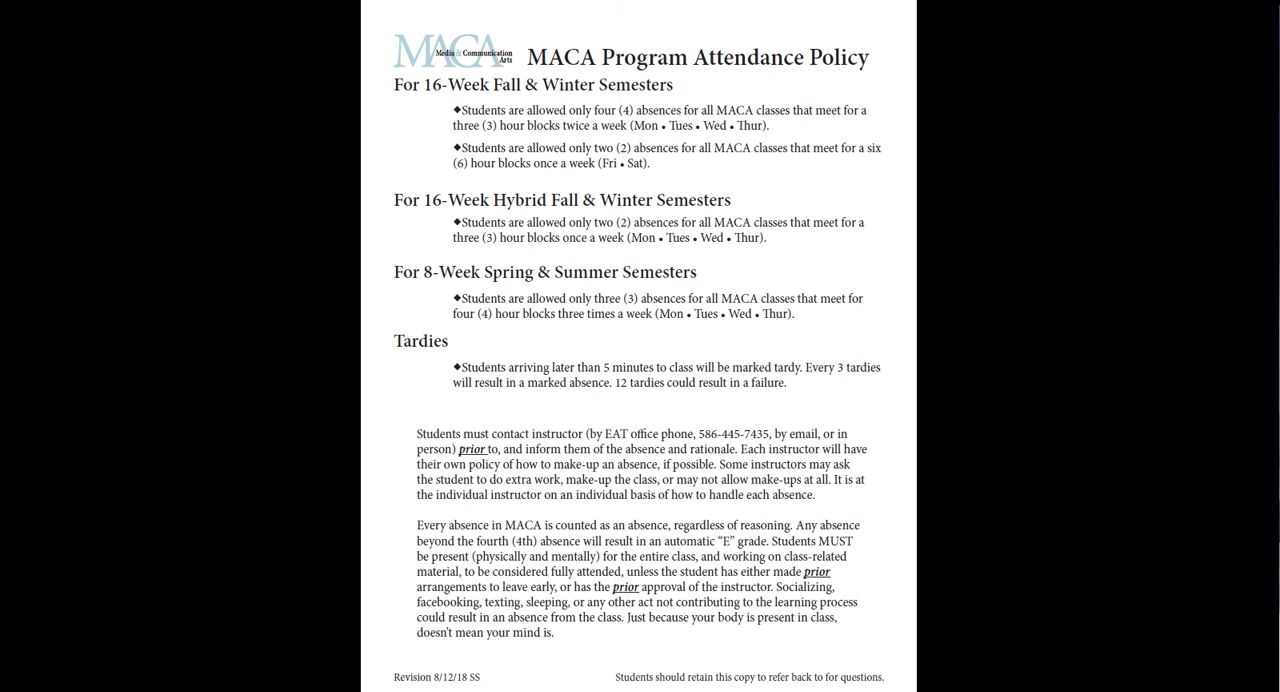 MACA
Media & Communication
Arts
MACA Program Attendance Policy
For 16-Week Fall & Winter Semesters
◆Students are allowed only four (4) absences for all MACA classes that meet for a
three (3) hour blocks twice a week (Mon • Tues • Wed • Thur).
◆Students are allowed only two (2) absences for all MACA classes that meet for a six
(6) hour blocks once a week (Fri • Sat).
For 16-Week Hybrid Fall & Winter Semesters
◆Students are allowed only two (2) absences for all MACA classes that meet for a
three (3) hour blocks once a week (Mon • Tues • Wed • Thur).
For 8-Week Spring & Summer Semesters
◆Students are allowed only three (3) absences for all MACA classes that meet for
four (4) hour blocks three times a week (Mon • Tues • Wed • Thur).
Tardies
◆Students arriving later than 5 minutes to class will be marked tardy. Every 3 tardies
will result in a marked absence. 12 tardies could result in a failure.
Students must contact instructor (by EAT office phone, 586-445-7435, by email, or in
person) prior to, and inform them of the absence and rationale. Each instructor will have
their own policy of how to make-up an absence, if possible. Some instructors may ask
the student to do extra work, make-up the class, or may not allow make-ups at all. It is at
the individual instructor on an individual basis of how to handle each absence.
Every absence in MACA is counted as an absence, regardless of reasoning. Any absence
beyond the fourth (4th) absence will result in an automatic “E” grade. Students MUST
be present (physically and mentally) for the entire class, and working on class-related
material, to be considered fully attended, unless the student has either made prior
arrangements to leave early, or has the prior approval of the instructor. Socializing,
facebooking, texting, sleeping, or any other act not contributing to the learning process
could result in an absence from the class. Just because your body is present in class,
doesn’t mean your mind is.
Revision 8/12/18 SS
Students should retain this copy to refer back to for questions.